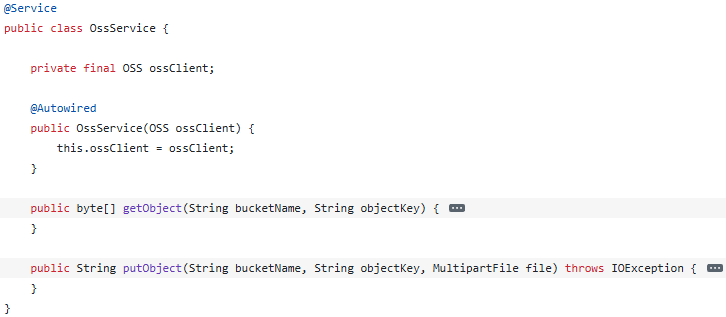 @Service
public class OssService {
private final OSS ossClient;
@Autowired
public OssService(OSS ossClient) {
this.ossClient = ossClient;
}
public byte[] getObject(String bucketName, String objectKey) { ...
}
public String putObject(String bucketName, String objectKey, MultipartFile file) throws IOException { ...
}
}